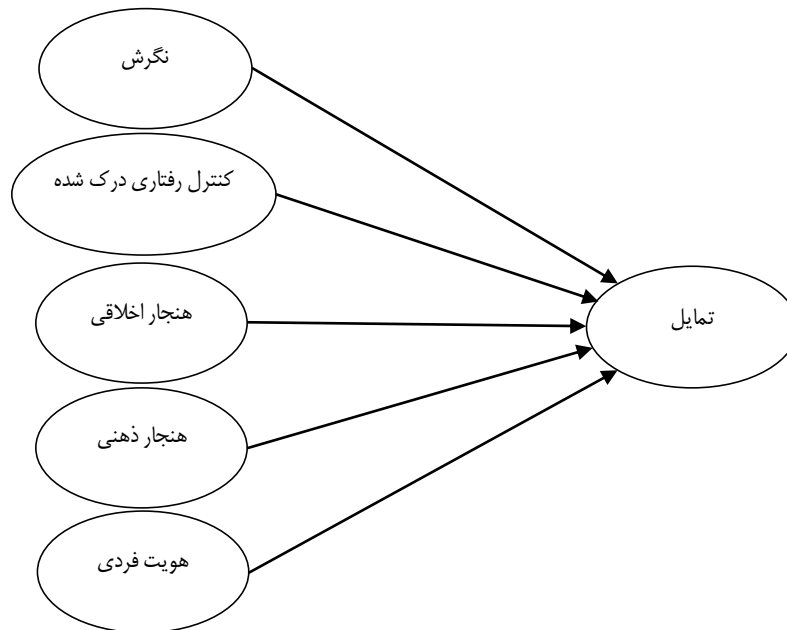 نگرش
کنترل رفتاری درک شده
هنجار اخلاقی
تمایل
هنجار ذهنی
هویت فردی